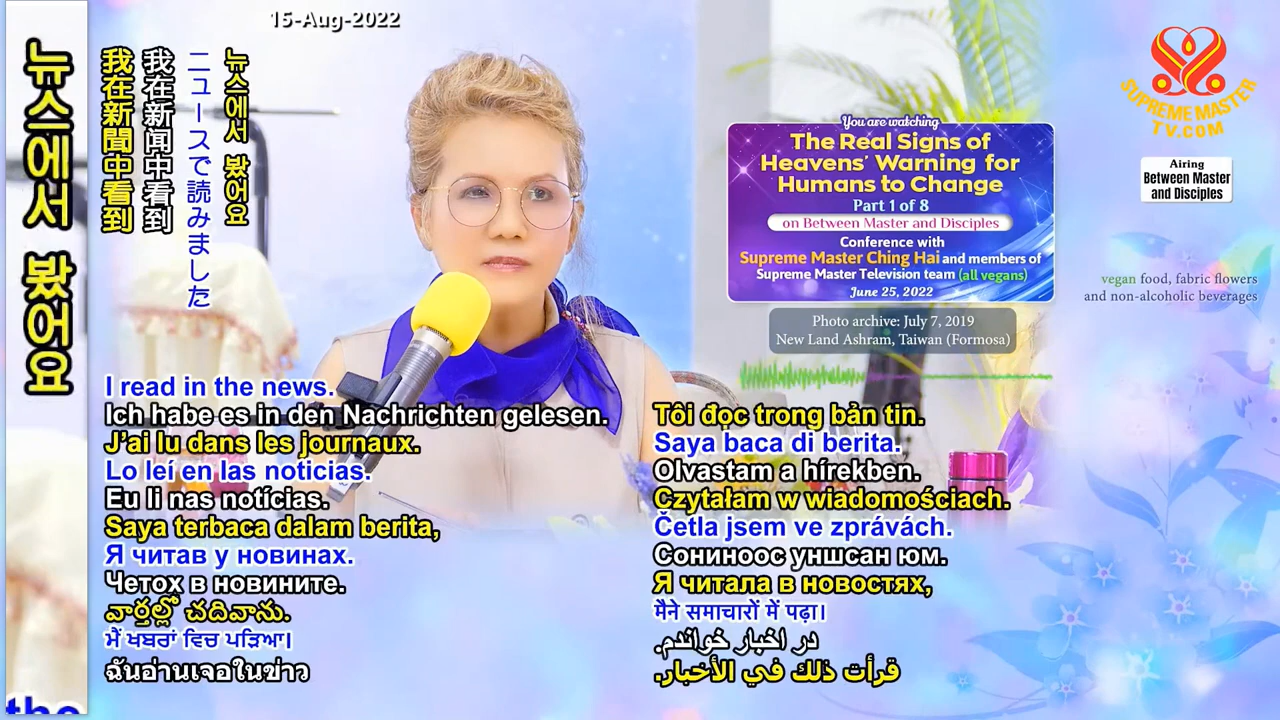 15-Aug-2022
뉴스에서 봤어요
我在新聞中看到
我在新闻中看到
ニュースで読みました
뉴스에서 봤어요
You are watching
The Real Signs of
Heavens' Warning for
Humans to Change
Part 1 of 8
on Between Master and Disciples
Conference with
Supreme Master Ching Hai and members of
Supreme Master Television team (all vegans)
June 25, 2022
Photo archive: July 7, 2019
New Land Ashram, Taiwan (Formosa)
SUPREME MASTER
TV.COM
Airing
Between Master
and Disciples
vegan food, fabric flowers
and non-alcoholic beverages
I read in the news.
Ich habe es in den Nachrichten gelesen.
J'ai lu dans les journaux.
Lo leí en las noticias.
Eu li nas notícias.
Saya terbaca dalam berita,
Я читав у новинах.
Четох в новините.
వార్తల్లో చదివాను.
ਮੈਂ ਖਬਰਾਂ ਵਿਚ ਪੜਿਆ।
ฉันอ่านเจอในข่าว
Tôi đọc trong bản tin.
Saya baca di berita.
Olvastam a hírekben.
Czytałam w wiadomościach.
Četla jsem ve zprávách.
Сониноос уншсан юм.
Я читала в новостях,
मैने समाचारों में पढ़ा।
در اخبار خواندم.
قرأت ذلك في الأخبار.
the